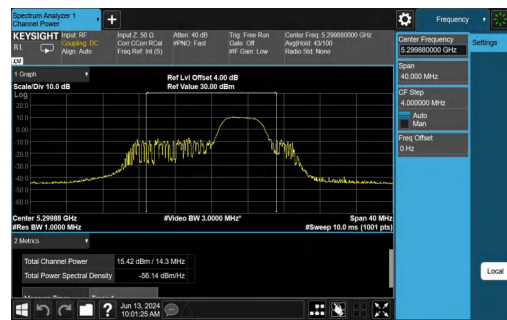 Spectrum Analyzer 1
Channel Power
+
Frequency
KEYSIGHT
RL
LXI
Input: RF
Coupling: DC
Align: Auto
Input Z: 50 Ω
Corr CCorr RCal
Freq Ref: Int (S)
Atten: 40 dB
#PNO: Fast
Trig: Free Run
Gate: Off
#IF Gain: Low
Center Freq: 5.299880000 GHz
Avg|Hold: 43/100
Radio Std: None
Center Frequency
5.299880000 GHz
Settings
Span
40.000 MHz
CF Step
4.000000 MHz
Auto
Man
Freq Offset
0 Hz
Local
1 Graph
Scale/Div 10.0 dB
Ref Lvl Offset 4.00 dB
Ref Value 30.00 dBm
Log
20.0
10.0
0.00
-10.0
-20.0
-30.0
-40.0
-50.0
-60.0
Center 5.29988 GHz
#Res BW 1.0000 MHz
#Video BW 3.0000 MHz*
Span 40 MHz
#Sweep 10.0 ms (1001 pts)
2 Metrics
Total Channel Power 15.42 dBm / 14.3 MHz
Total Power Spectral Density -56.14 dBm/Hz
?
Jun 13, 2024
10:01:25 AM